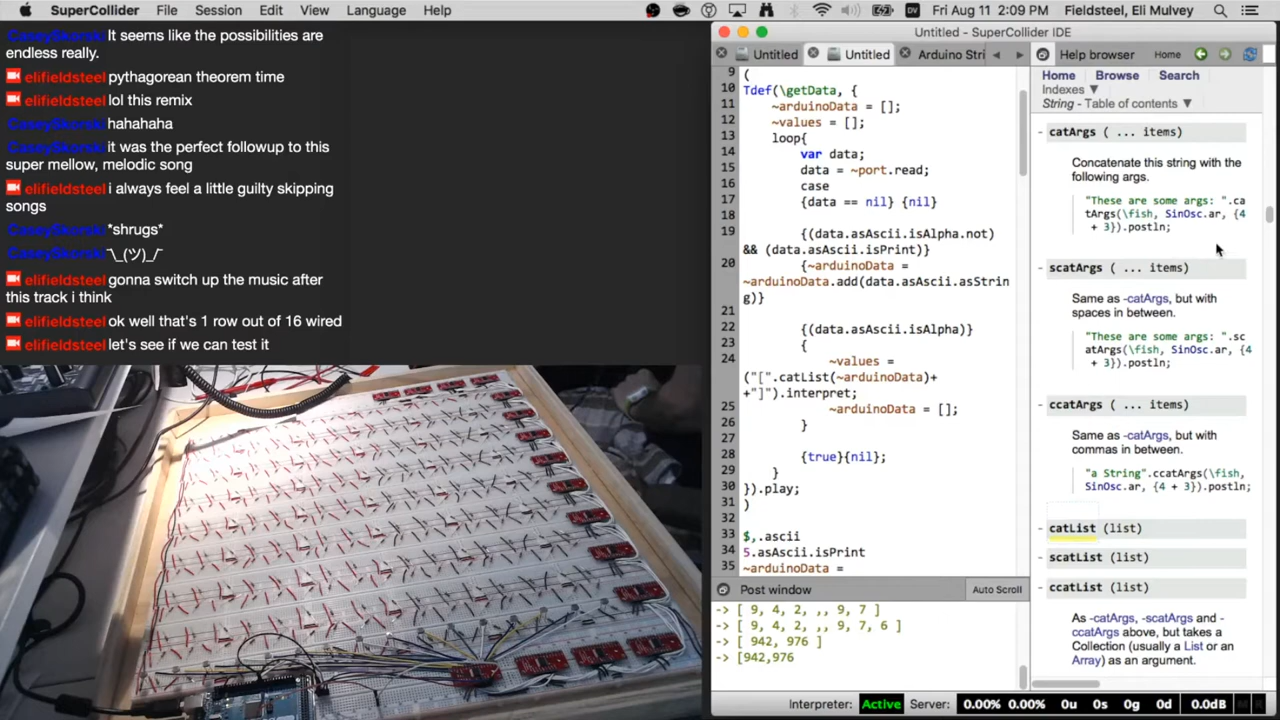 SuperCollider File Session Edit View Language Help
Fri Aug 11 2:09 PM Fieldsteel, Eli Mulvey
CaseySkorski It seems like the possibilities are
endless really.
elifieldsteel pythagorean theorem time
elifieldsteel lol this remix
CaseySkorski hahahaha
CaseySkorski it was the perfect followup to this
super mellow, melodic song
elifieldsteel i always feel a little guilty skipping
songs
CaseySkorski *shrugs*
CaseySkorski ¯\_(ツ)_/¯
elifieldsteel gonna switch up the music after
this track i think
elifieldsteel ok well that's 1 row out of 16 wired
elifieldsteel let's see if we can test it
Untitled - SuperCollider IDE
Untitled Untitled Arduino Stri
9 (
10 Tdef(\getData, {
11 ~arduinoData = [];
12 ~values = [];
13 loop{
14 var data;
15 data = ~port.read;
16 case
17 {data == nil} {nil}
18
19 {(data.asAscii.isAlpha.not)
&& (data.asAscii.isPrint)}
20 {~arduinoData =
~arduinoData.add(data.asAscii.asStrin
g)}
21
22 {(data.asAscii.isAlpha)}
23 {
24 ~values =
("[".catList(~arduinoData)+
+"]").interpret;
25 ~arduinoData = [];
26 }
27
28 {true}{nil};
29 }
30 }).play;
31 )
32
33 $,.ascii
34 5.asAscii.isPrint
35 ~arduinoData =
Post window Auto Scroll
-> [ 9, 4, 2, ,, 9, 7 ]
-> [ 9, 4, 2, ,, 9, 7, 6 ]
-> [ 942, 976 ]
-> [942,976
Help browser Home
Home Browse Search
Indexes ▼
String - Table of contents ▼
- catArgs ( ... items)
Concatenate this string with the
following args.
"These are some args: ".ca
tArgs(\fish, SinOsc.ar, {4
+ 3}).postln;
- scatArgs ( ... items)
Same as -catArgs, but with
spaces in between.
"These are some args: ".sc
atArgs(\fish, SinOsc.ar, {4
+ 3}).postln;
- ccatArgs ( ... items)
Same as -catArgs, but with
commas in between.
"a String".ccatArgs(\fish,
SinOsc.ar, {4 + 3}).postln;
- catList (list)
- scatList (list)
- ccatList (list)
As -catArgs, -scatArgs and -
ccatArgs above, but takes a
Collection (usually a List or an
Array) as an argument.
Interpreter: Active Server: 0.00% 0.00% 0u 0s 0g 0d 0.0dB M R